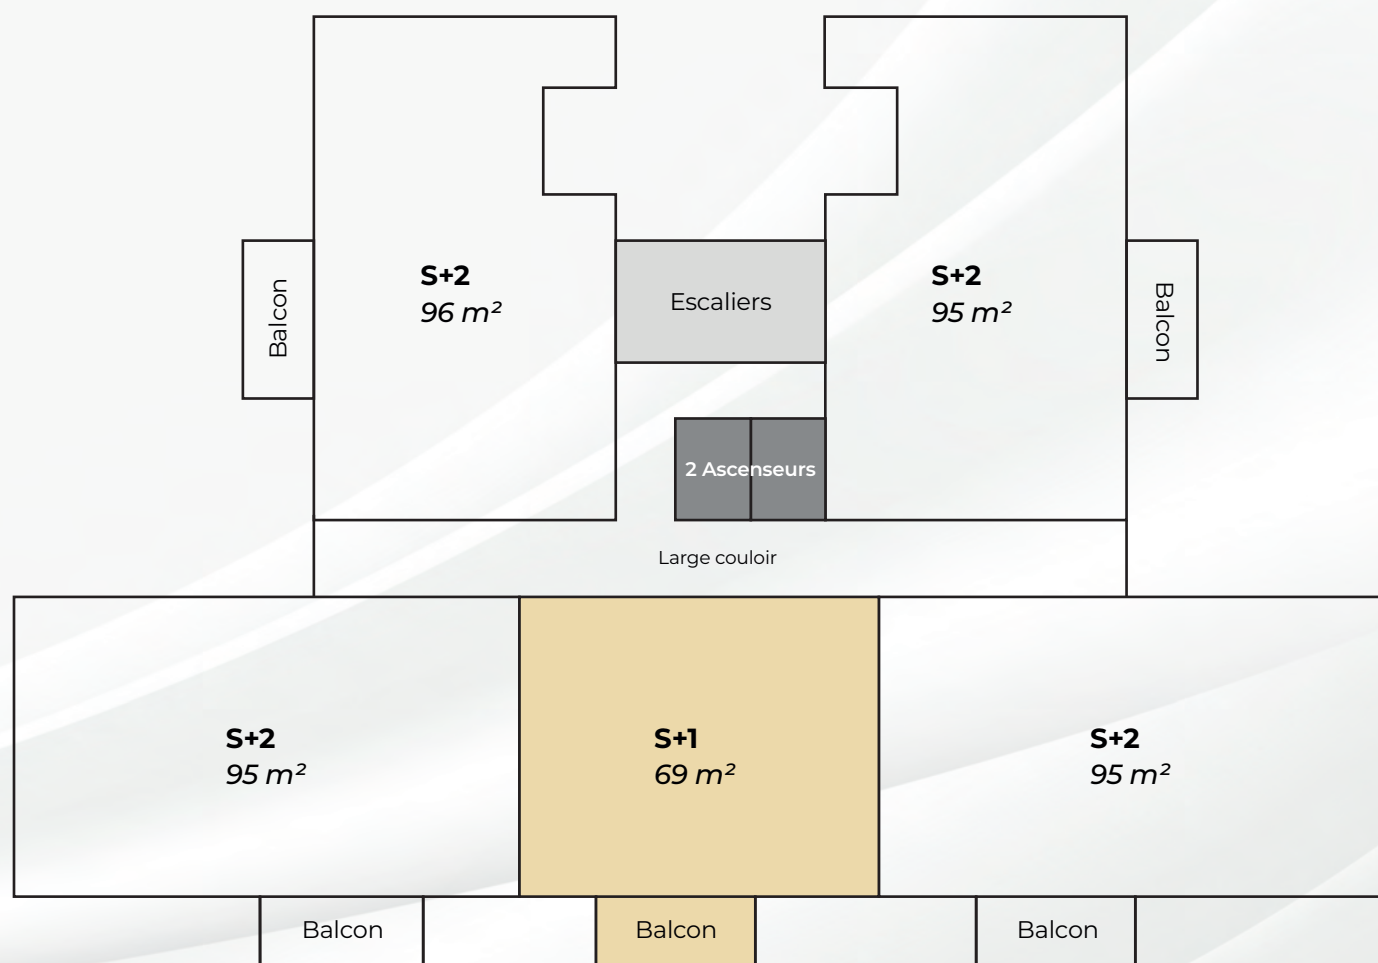 Balcon
S+2
96 m²
Escaliers
S+2
95 m²
Balcon
2 Ascenseurs
Large couloir
S+2
95 m²
S+1
69 m²
S+2
95 m²
Balcon
Balcon
Balcon